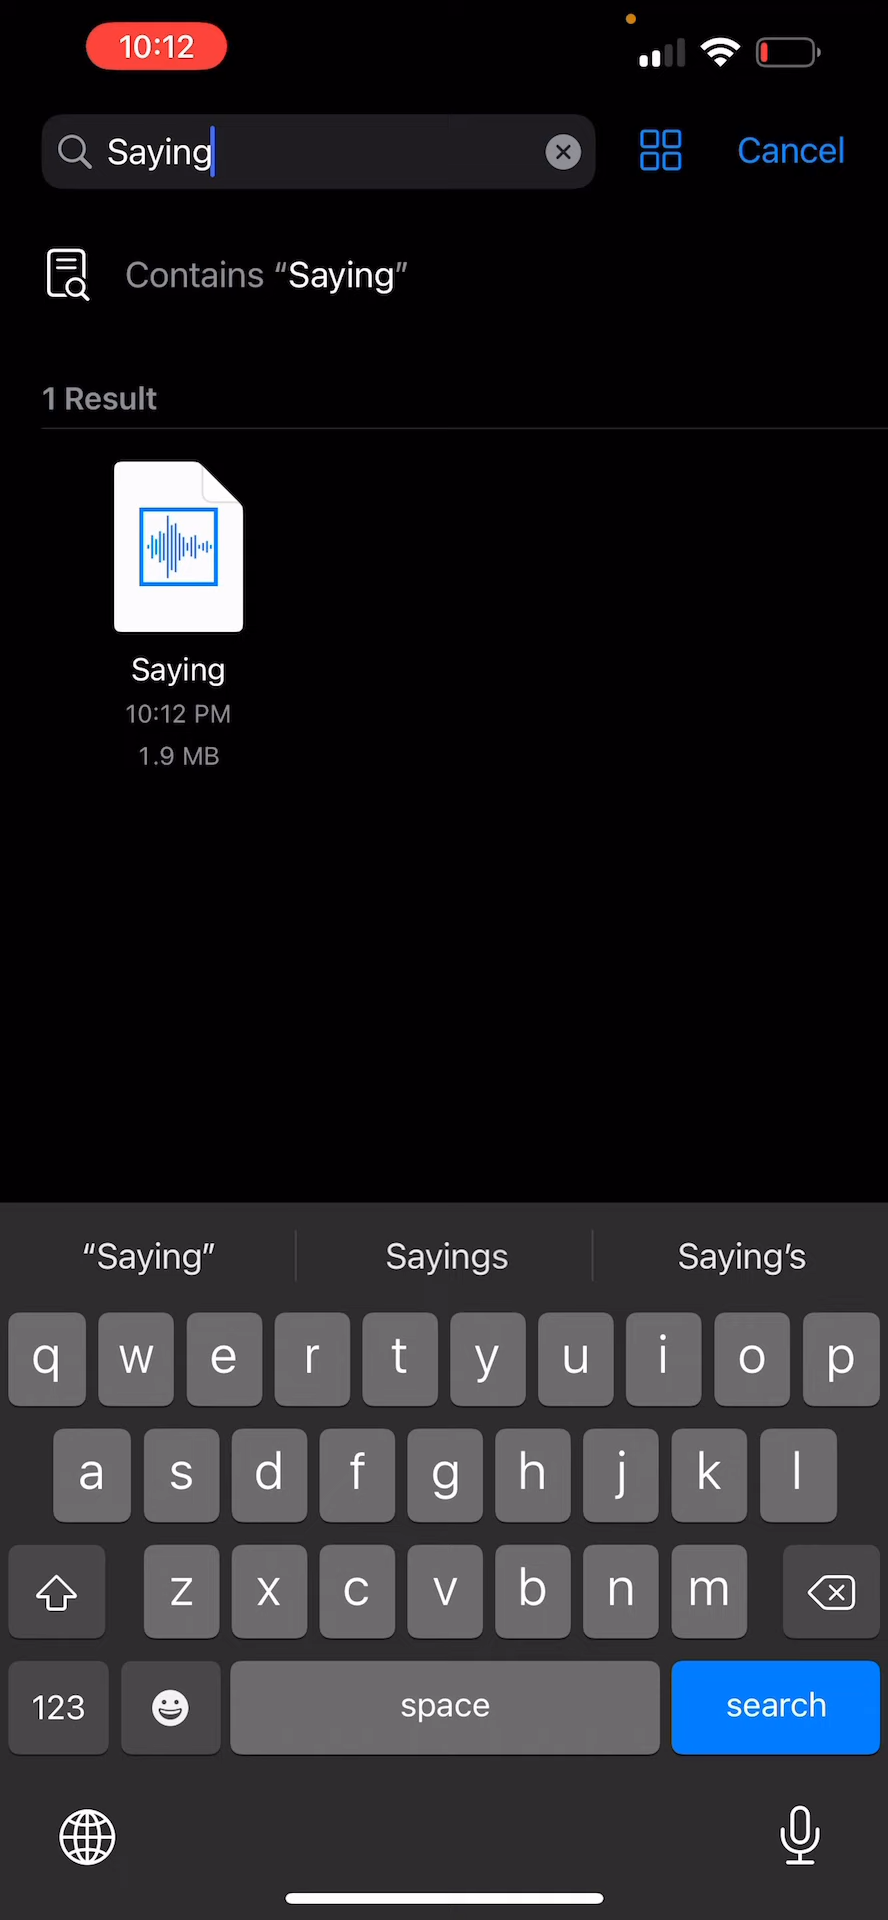 10:12
Saying
Cancel
Contains “Saying”
1 Result
Saying
10:12 PM
1.9 MB
“Saying” Sayings Saying’s
q w e r t y u i o p
a s d f g h j k l
z x c v b n m
123 space search